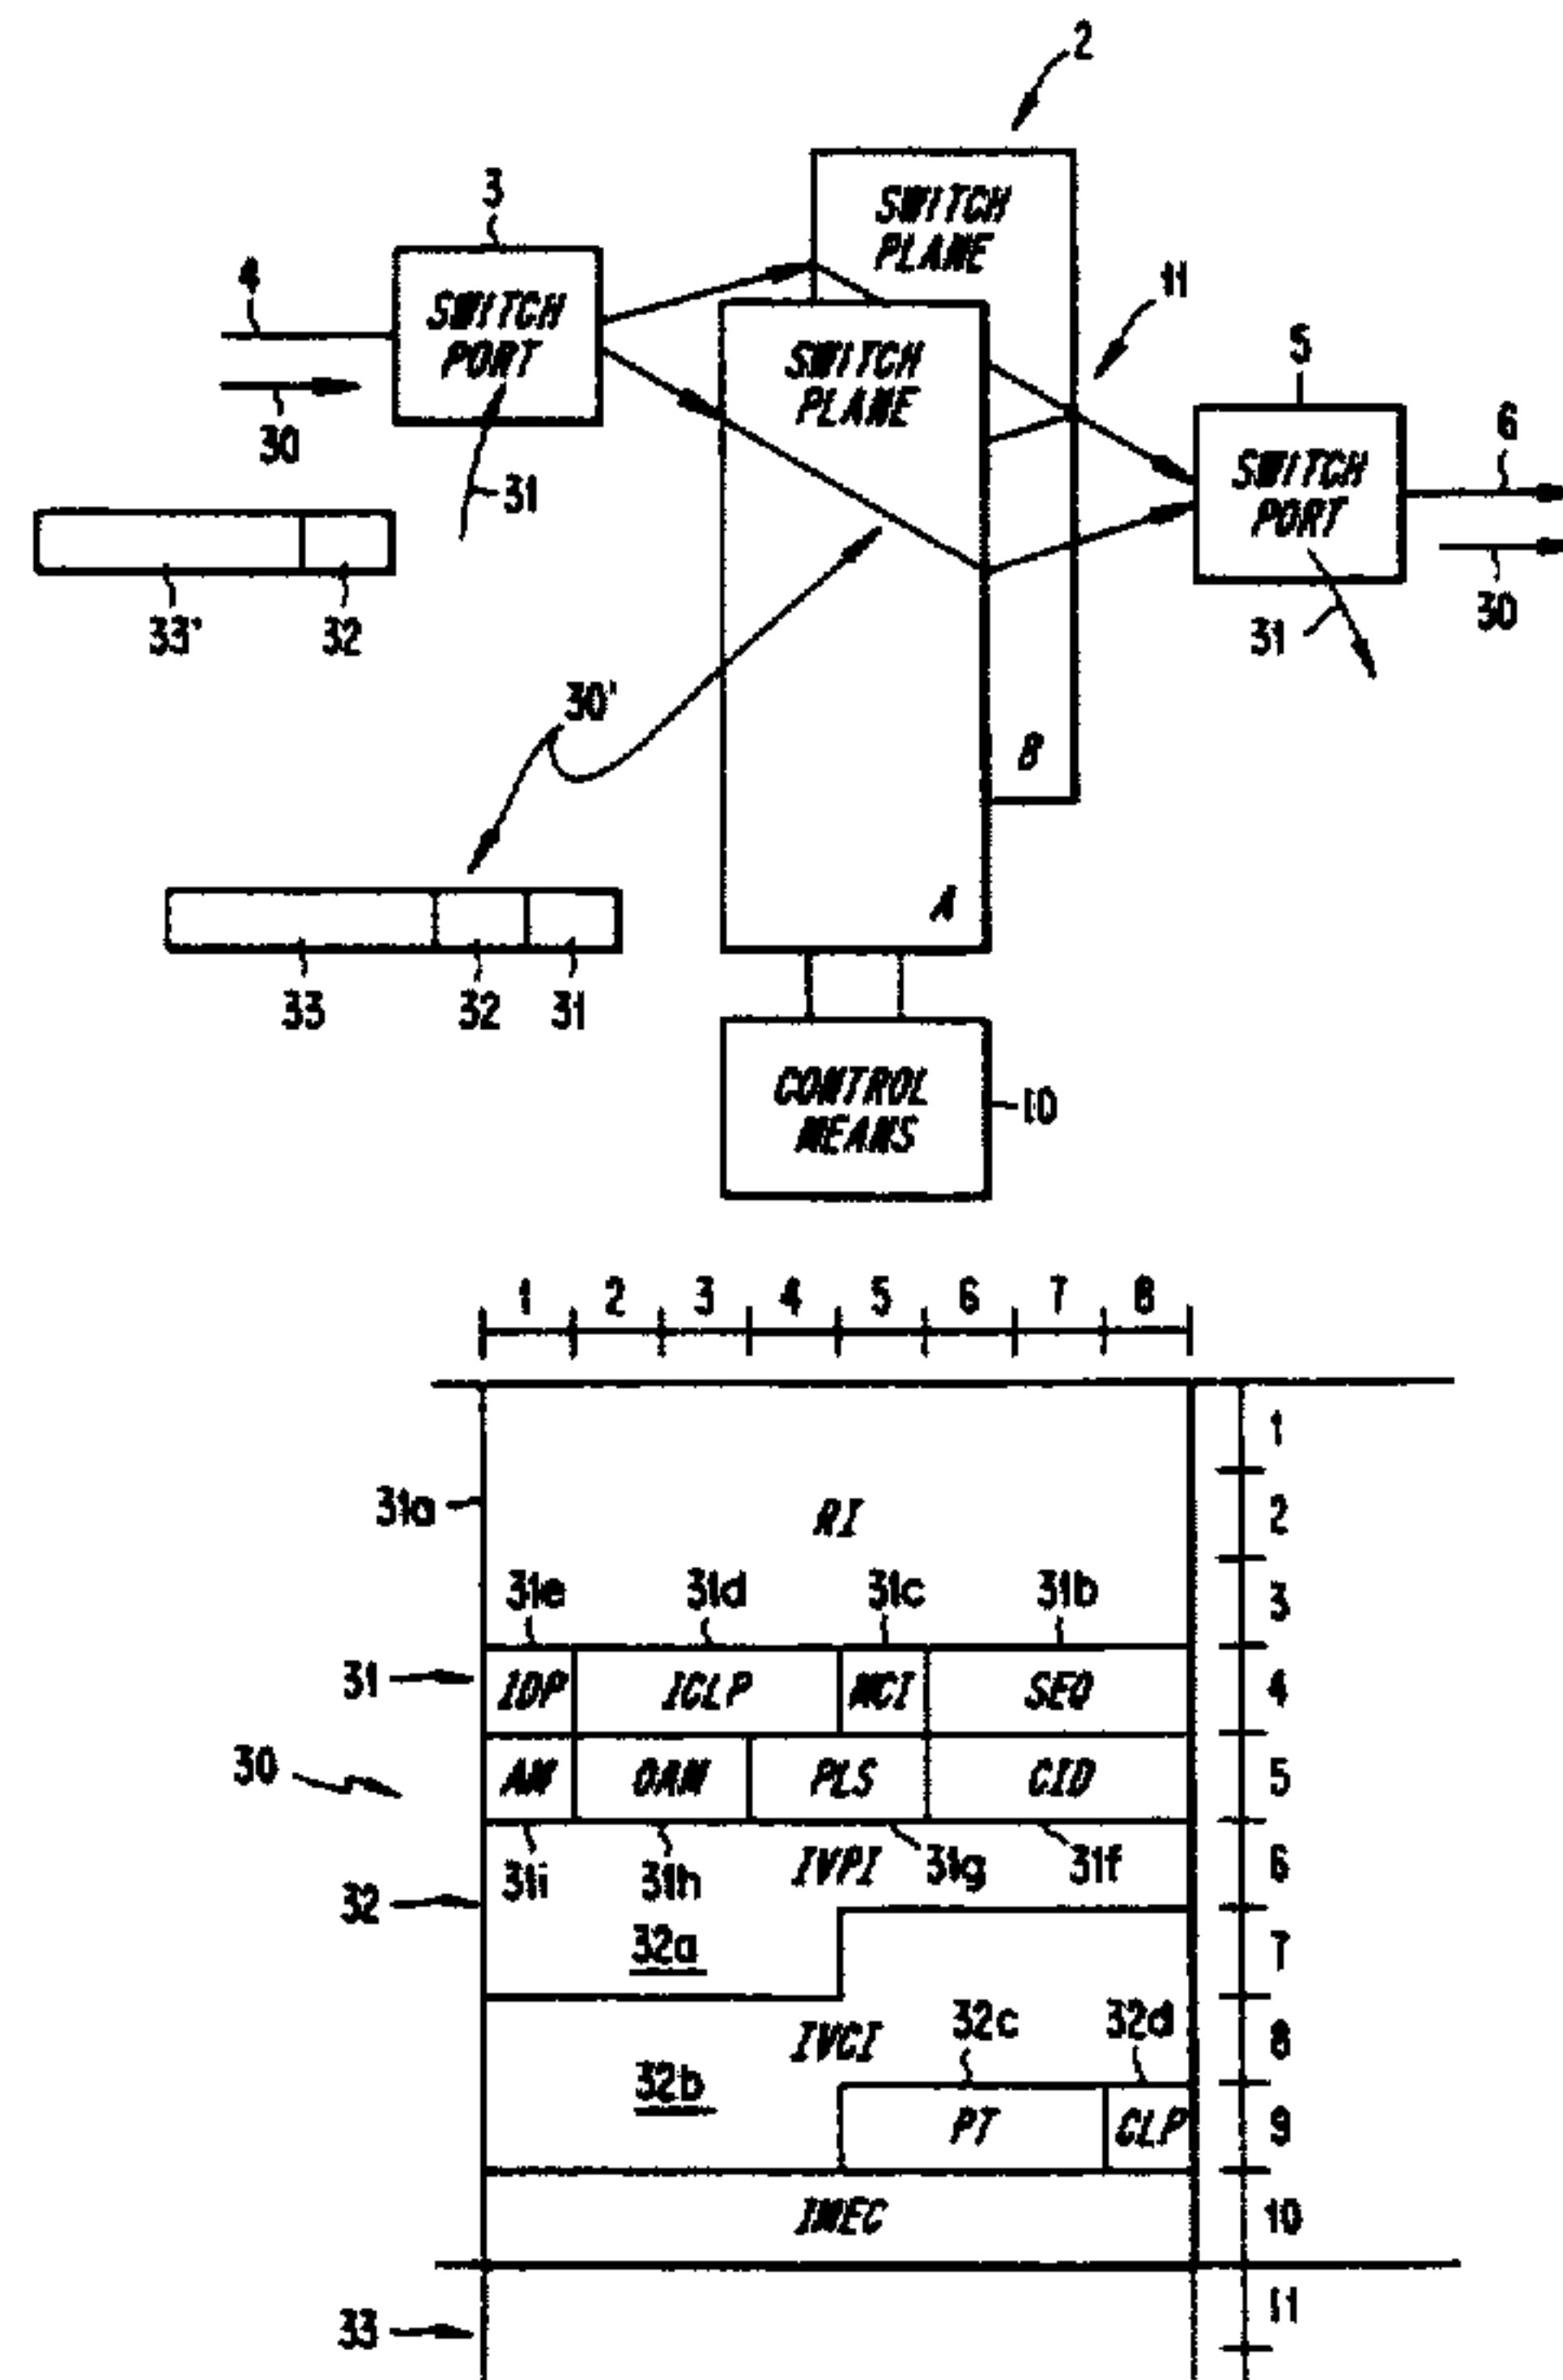 2
SWITCH
PLANE
3
4
SWITCH
PORT
11
SWITCH
PLANE
5
6
SWITCH
PORT
30
31
33'
32
31
30
30'
B
A
33
32
31
CONTROL
MEANS
10
1 2 3 4 5 6 7 8
1
31a
2
RI
31e 31d 31c 31b
3
31
IDP ICLP MCI SEQ
4
30
AM OAM PLS CID
5
31i 31h IVPI 31g 31f
6
32
32a
7
32c 32d
IVCI
8
32b
PT CLP
9
IHEC
10
11
33